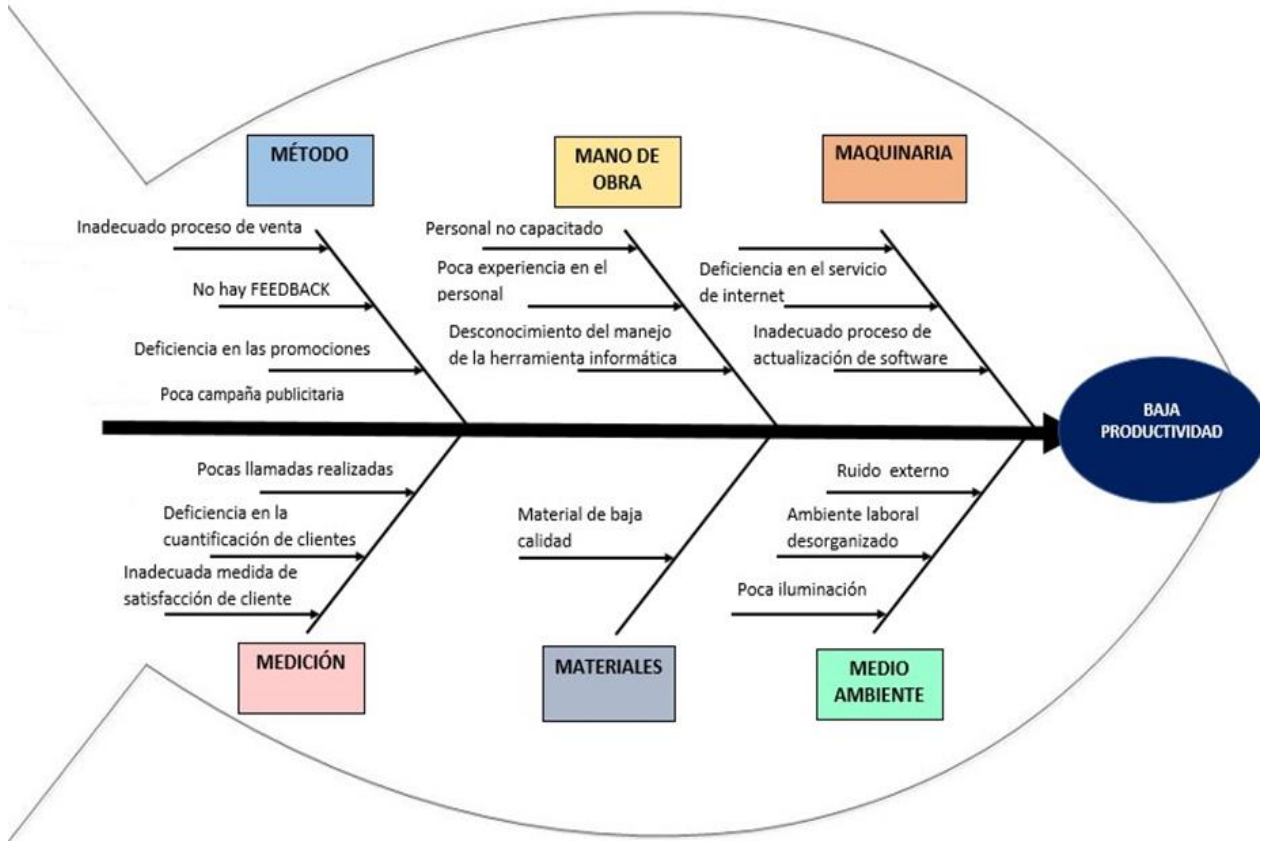 MÉTODO
MANO DE
OBRA
MAQUINARIA
Inadecuado proceso de venta
No hay FEEDBACK
Deficiencia en las promociones
Poca campaña publicitaria
Personal no capacitado
Poca experiencia en el
personal
Desconocimiento del manejo
de la herramienta informática
Deficiencia en el servicio
de internet
Inadecuado proceso de
actualización de software
BAJA
PRODUCTIVIDAD
Pocas llamadas realizadas
Deficiencia en la
cuantificación de clientes
Inadecuada medida de
satisfacción de cliente
Material de baja
calidad
Ruido externo
Ambiente laboral
desorganizado
Poca iluminación
MEDICIÓN
MATERIALES
MEDIO
AMBIENTE